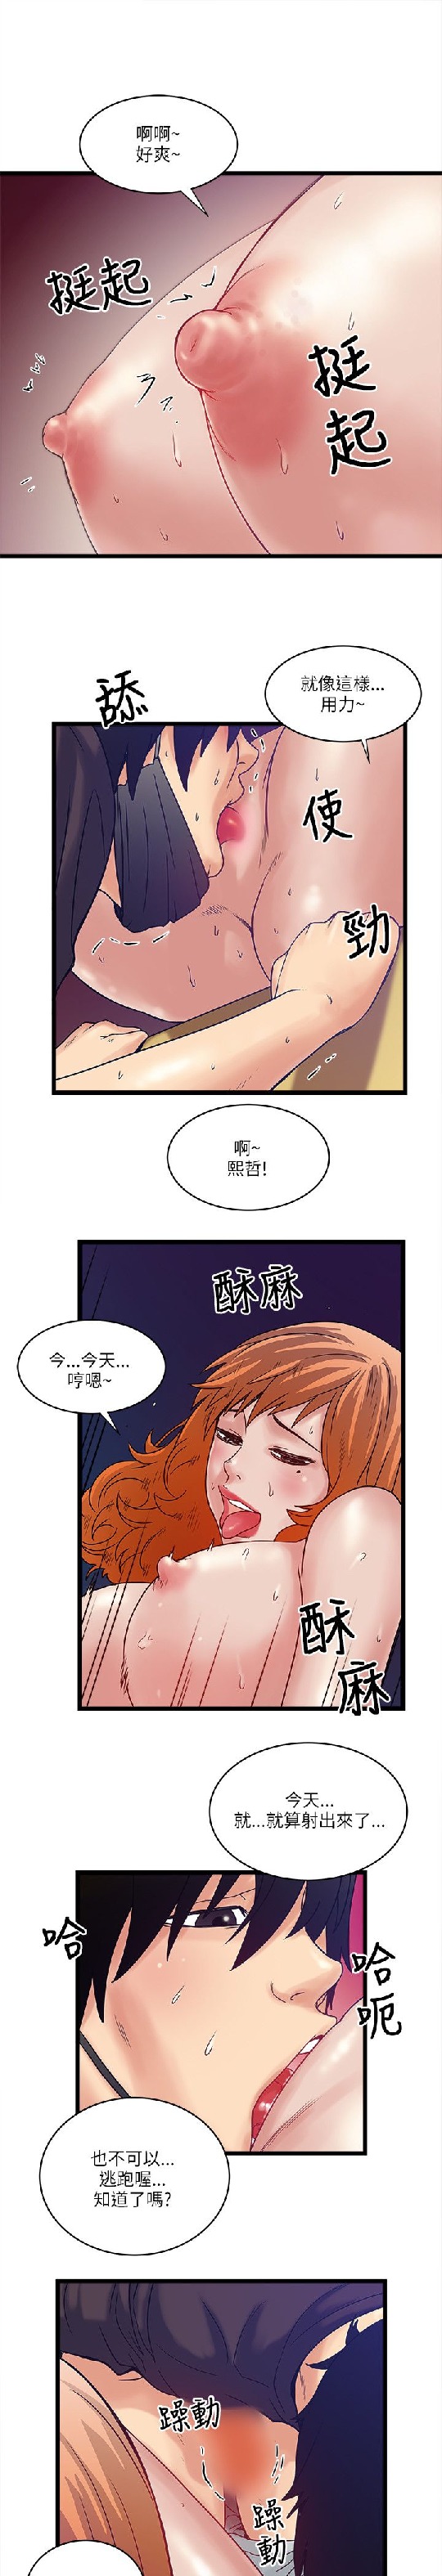 啊啊~
好爽~
挺起
挺
起
舔
就像這樣...
用力~
使
勁
啊~
熙哲!
酥麻
今...今天...
哼嗯~
酥
麻
今天...
就...就算射出來了...
哈
哈
呃
也不可以...
逃跑喔...
知道了嗎?
躁動
躁
動